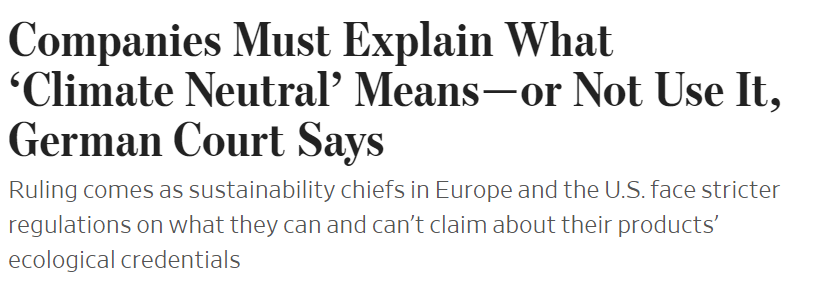 Companies Must Explain What
‘Climate Neutral’ Means—or Not Use It,
German Court Says
Ruling comes as sustainability chiefs in Europe and the U.S. face stricter
regulations on what they can and can’t claim about their products’
ecological credentials